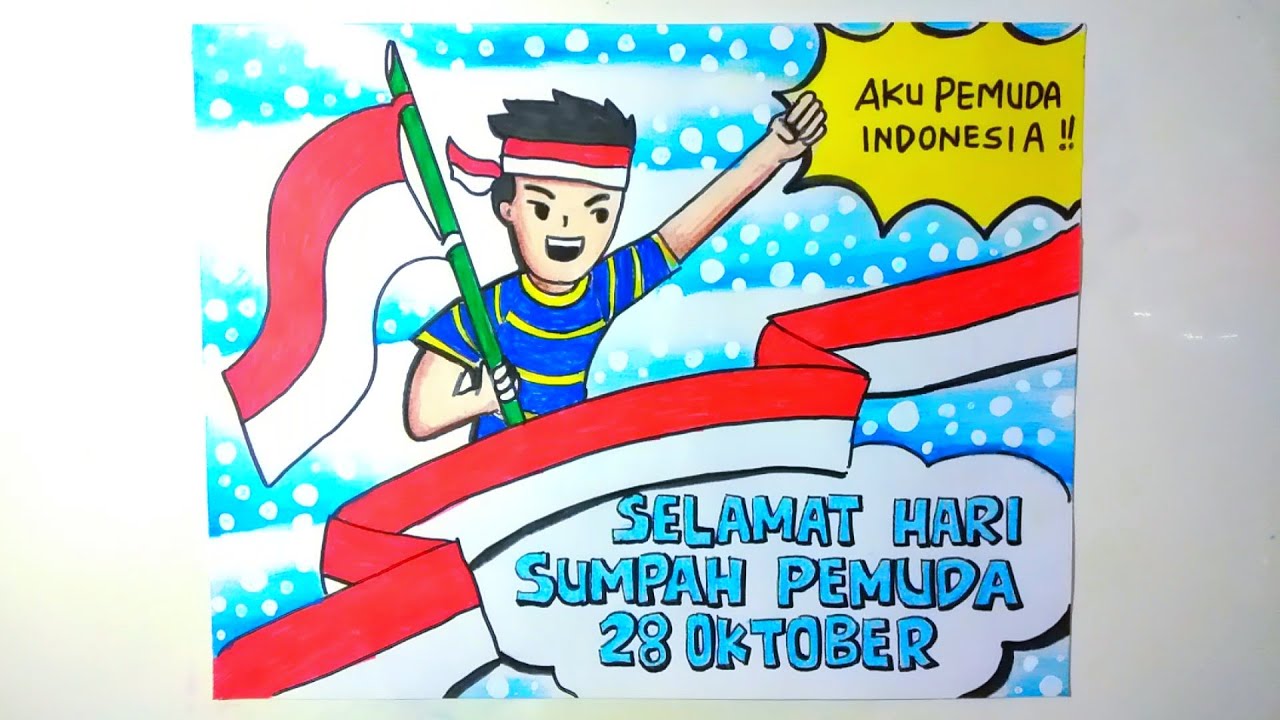 AKU PEMUDA
INDONESIA !!
SELAMAT HARI
SUMPAH PEMUDA
28 OKTOBER